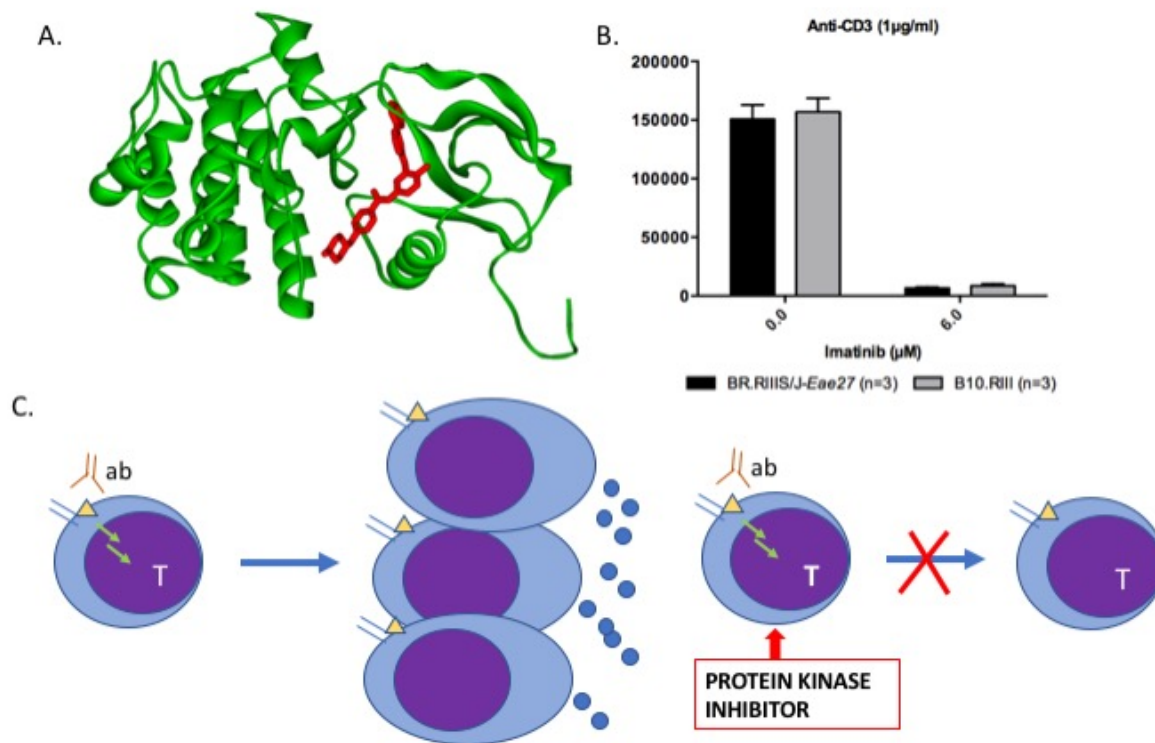 A.
B.
Anti-CD3 (1µg/ml)
200000
150000
100000
50000
0
0.0
6.0
Imatinib (µM)
BR.RIIIS/J-Eae27 (n=3)
B10.RIII (n=3)
C.
ab
T
ab
T
T
PROTEIN KINASE
INHIBITOR